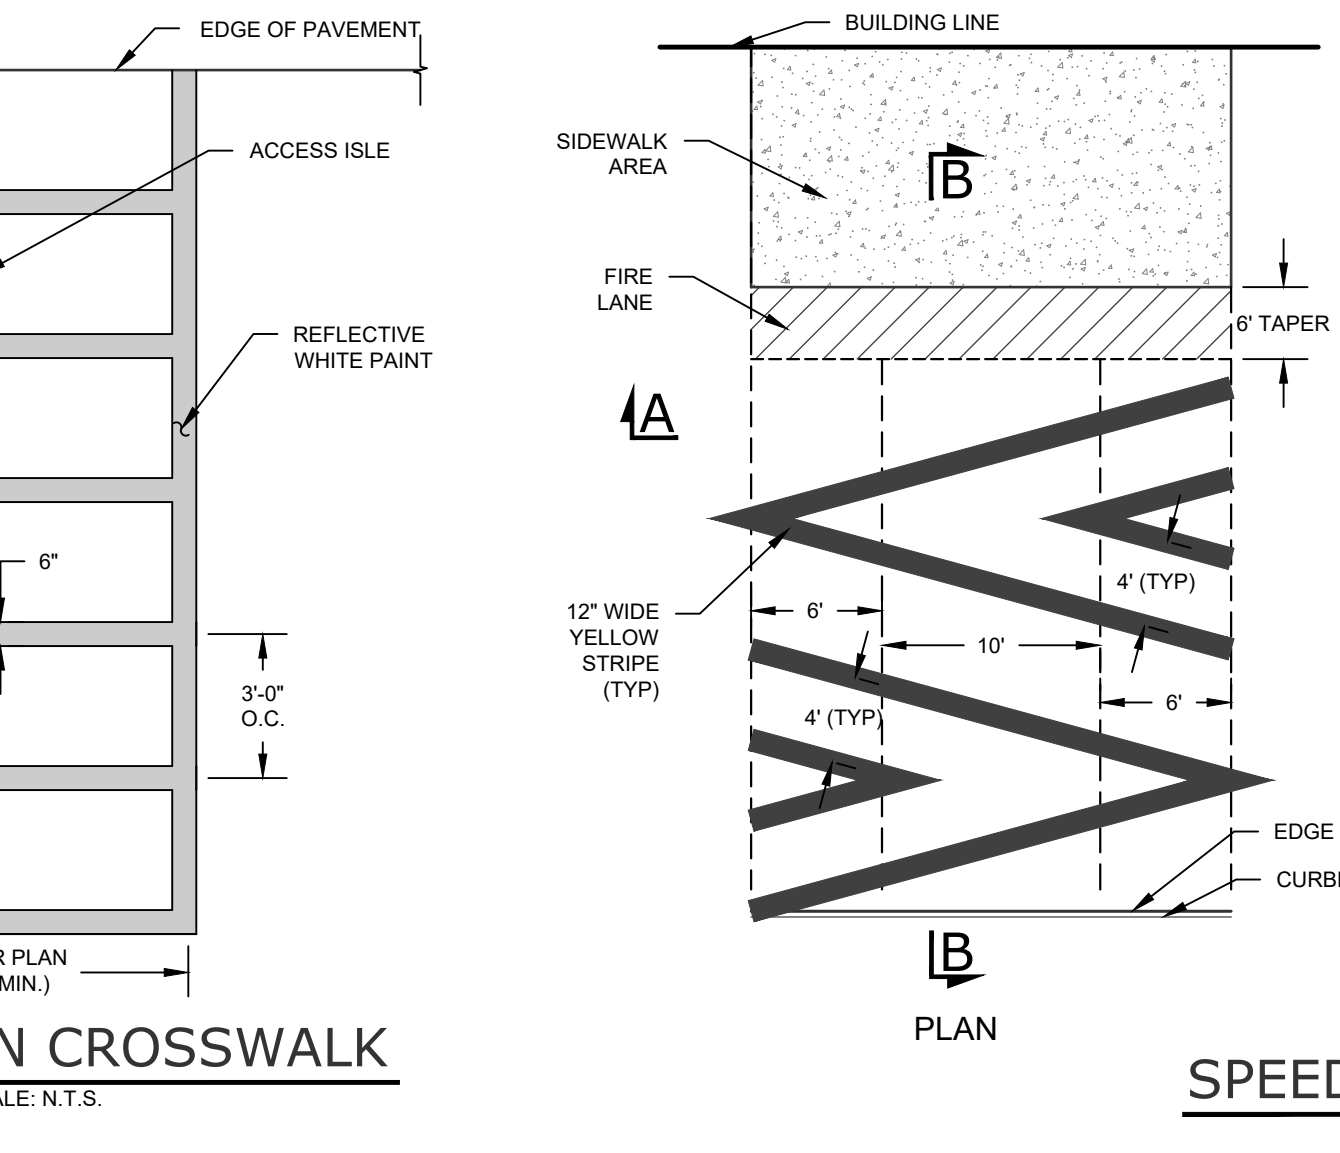 EDGE OF PAVEMENT
ACCESS ISLE
REFLECTIVE
WHITE PAINT
6"
3'-0"
O.C.
R PLAN
MIN.)
N CROSSWALK
ALE: N.T.S.
BUILDING LINE
SIDEWALK
AREA
B
FIRE
LANE
6' TAPER
A
4' (TYP)
12" WIDE
YELLOW
STRIPE
(TYP)
6'
10'
6'
4' (TYP)
EDGE
CURB
B
PLAN
SPEED